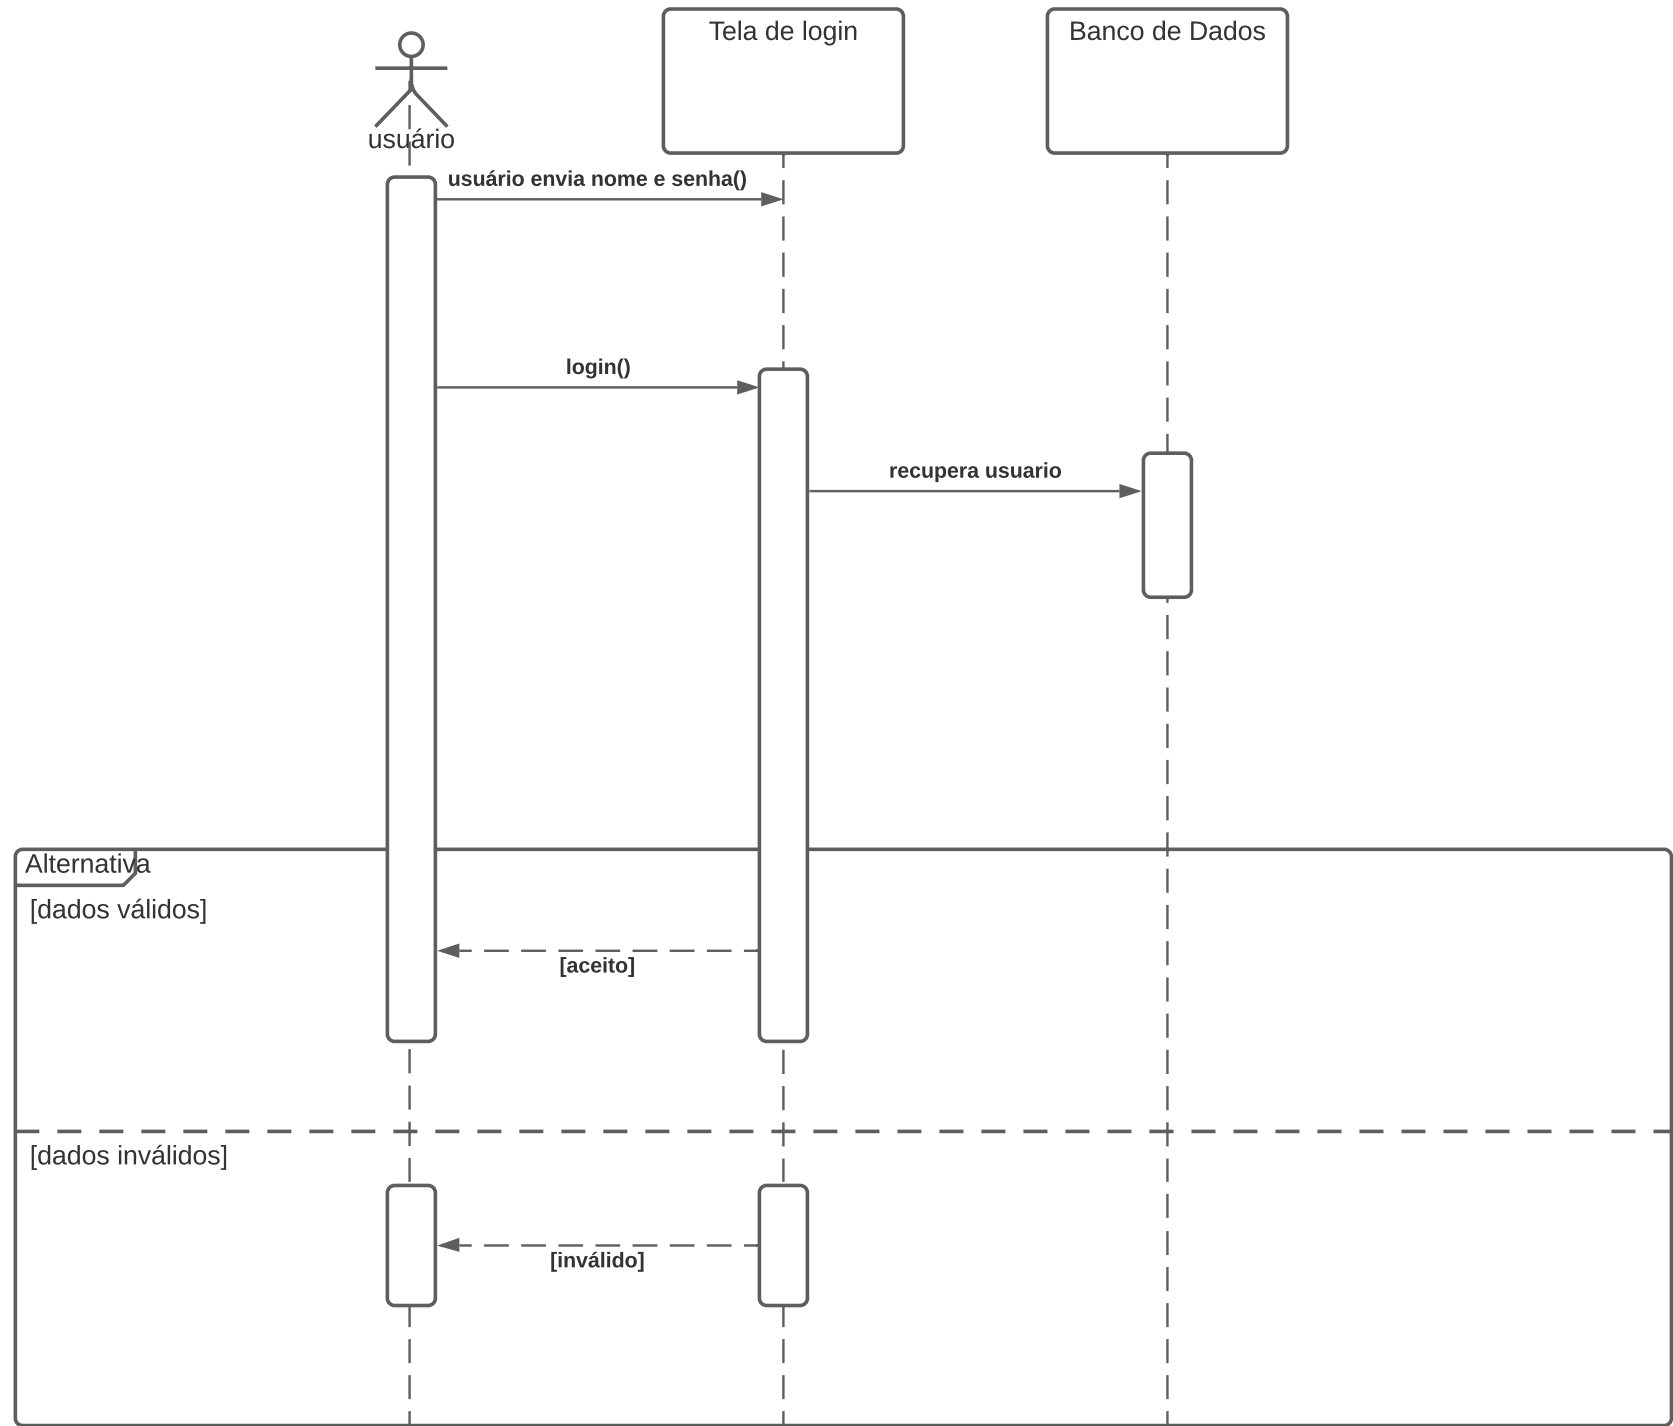 Tela de login
Banco de Dados
usuário
usuário envia nome e senha()
login()
recupera usuario
Alternativa
[dados válidos]
[aceito]
[dados inválidos]
[inválido]